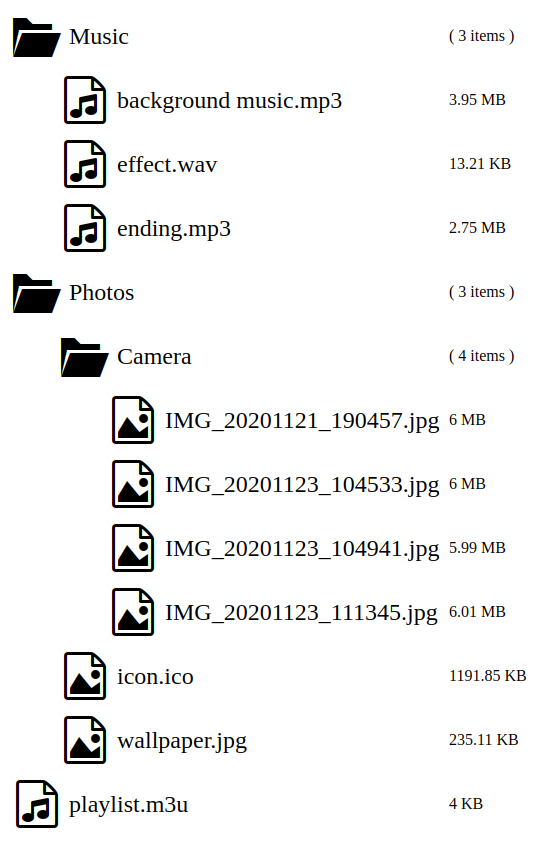 Music ( 3 items )
background music.mp3 3.95 MB
effect.wav 13.21 KB
ending.mp3 2.75 MB
Photos ( 3 items )
Camera ( 4 items )
IMG_20201121_190457.jpg 6 MB
IMG_20201123_104533.jpg 6 MB
IMG_20201123_104941.jpg 5.99 MB
IMG_20201123_111345.jpg 6.01 MB
icon.ico 1191.85 KB
wallpaper.jpg 235.11 KB
playlist.m3u 4 KB